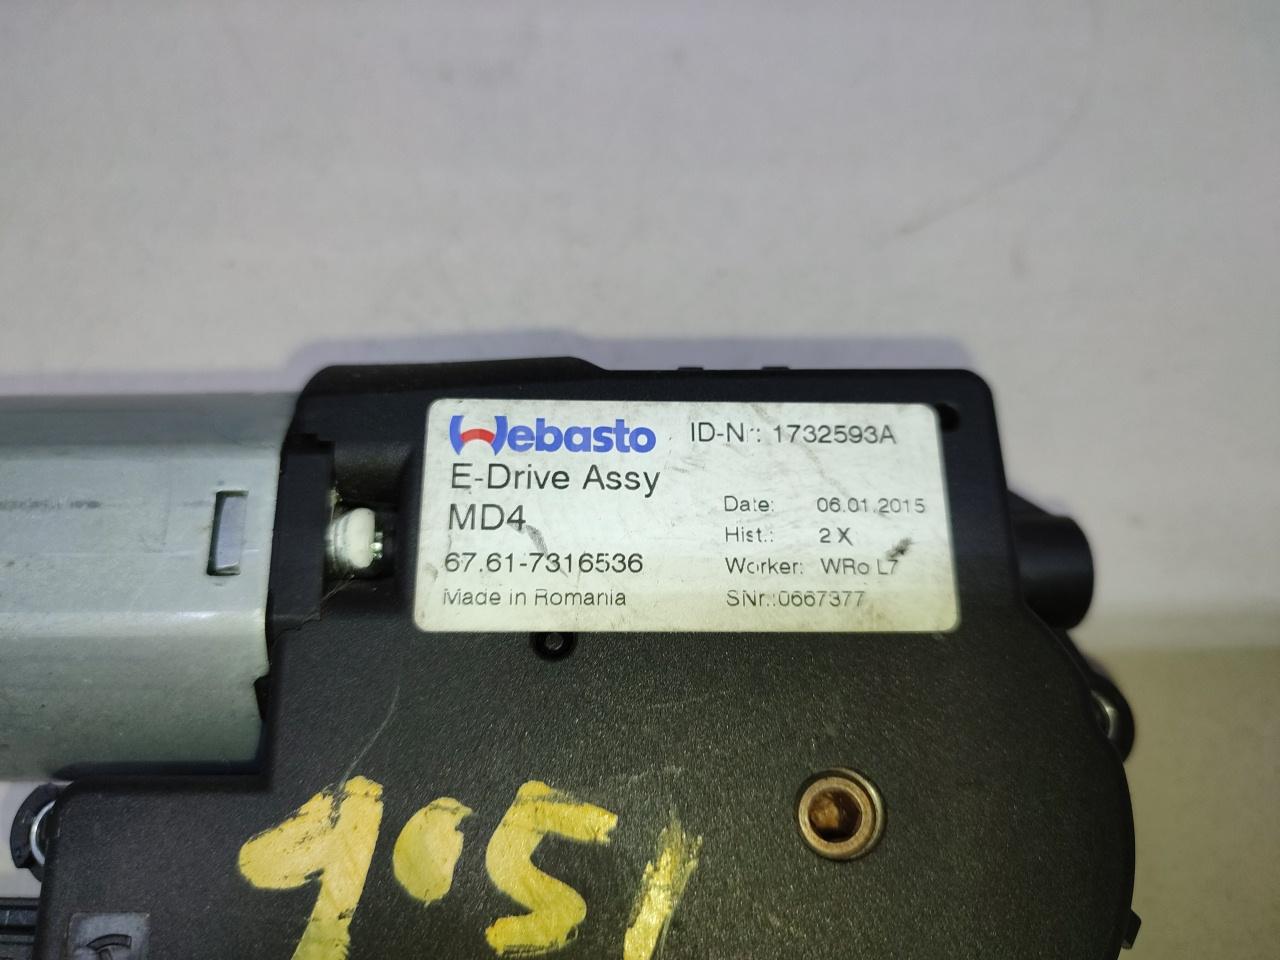 Webasto
E-Drive Assy
MD4
67.61-7316536
Made in Romania
ID-Nr: 1732593A
Date: 06.01.2015
Hist.: 2 X
Worker: WRo L7
SNr.:0667377